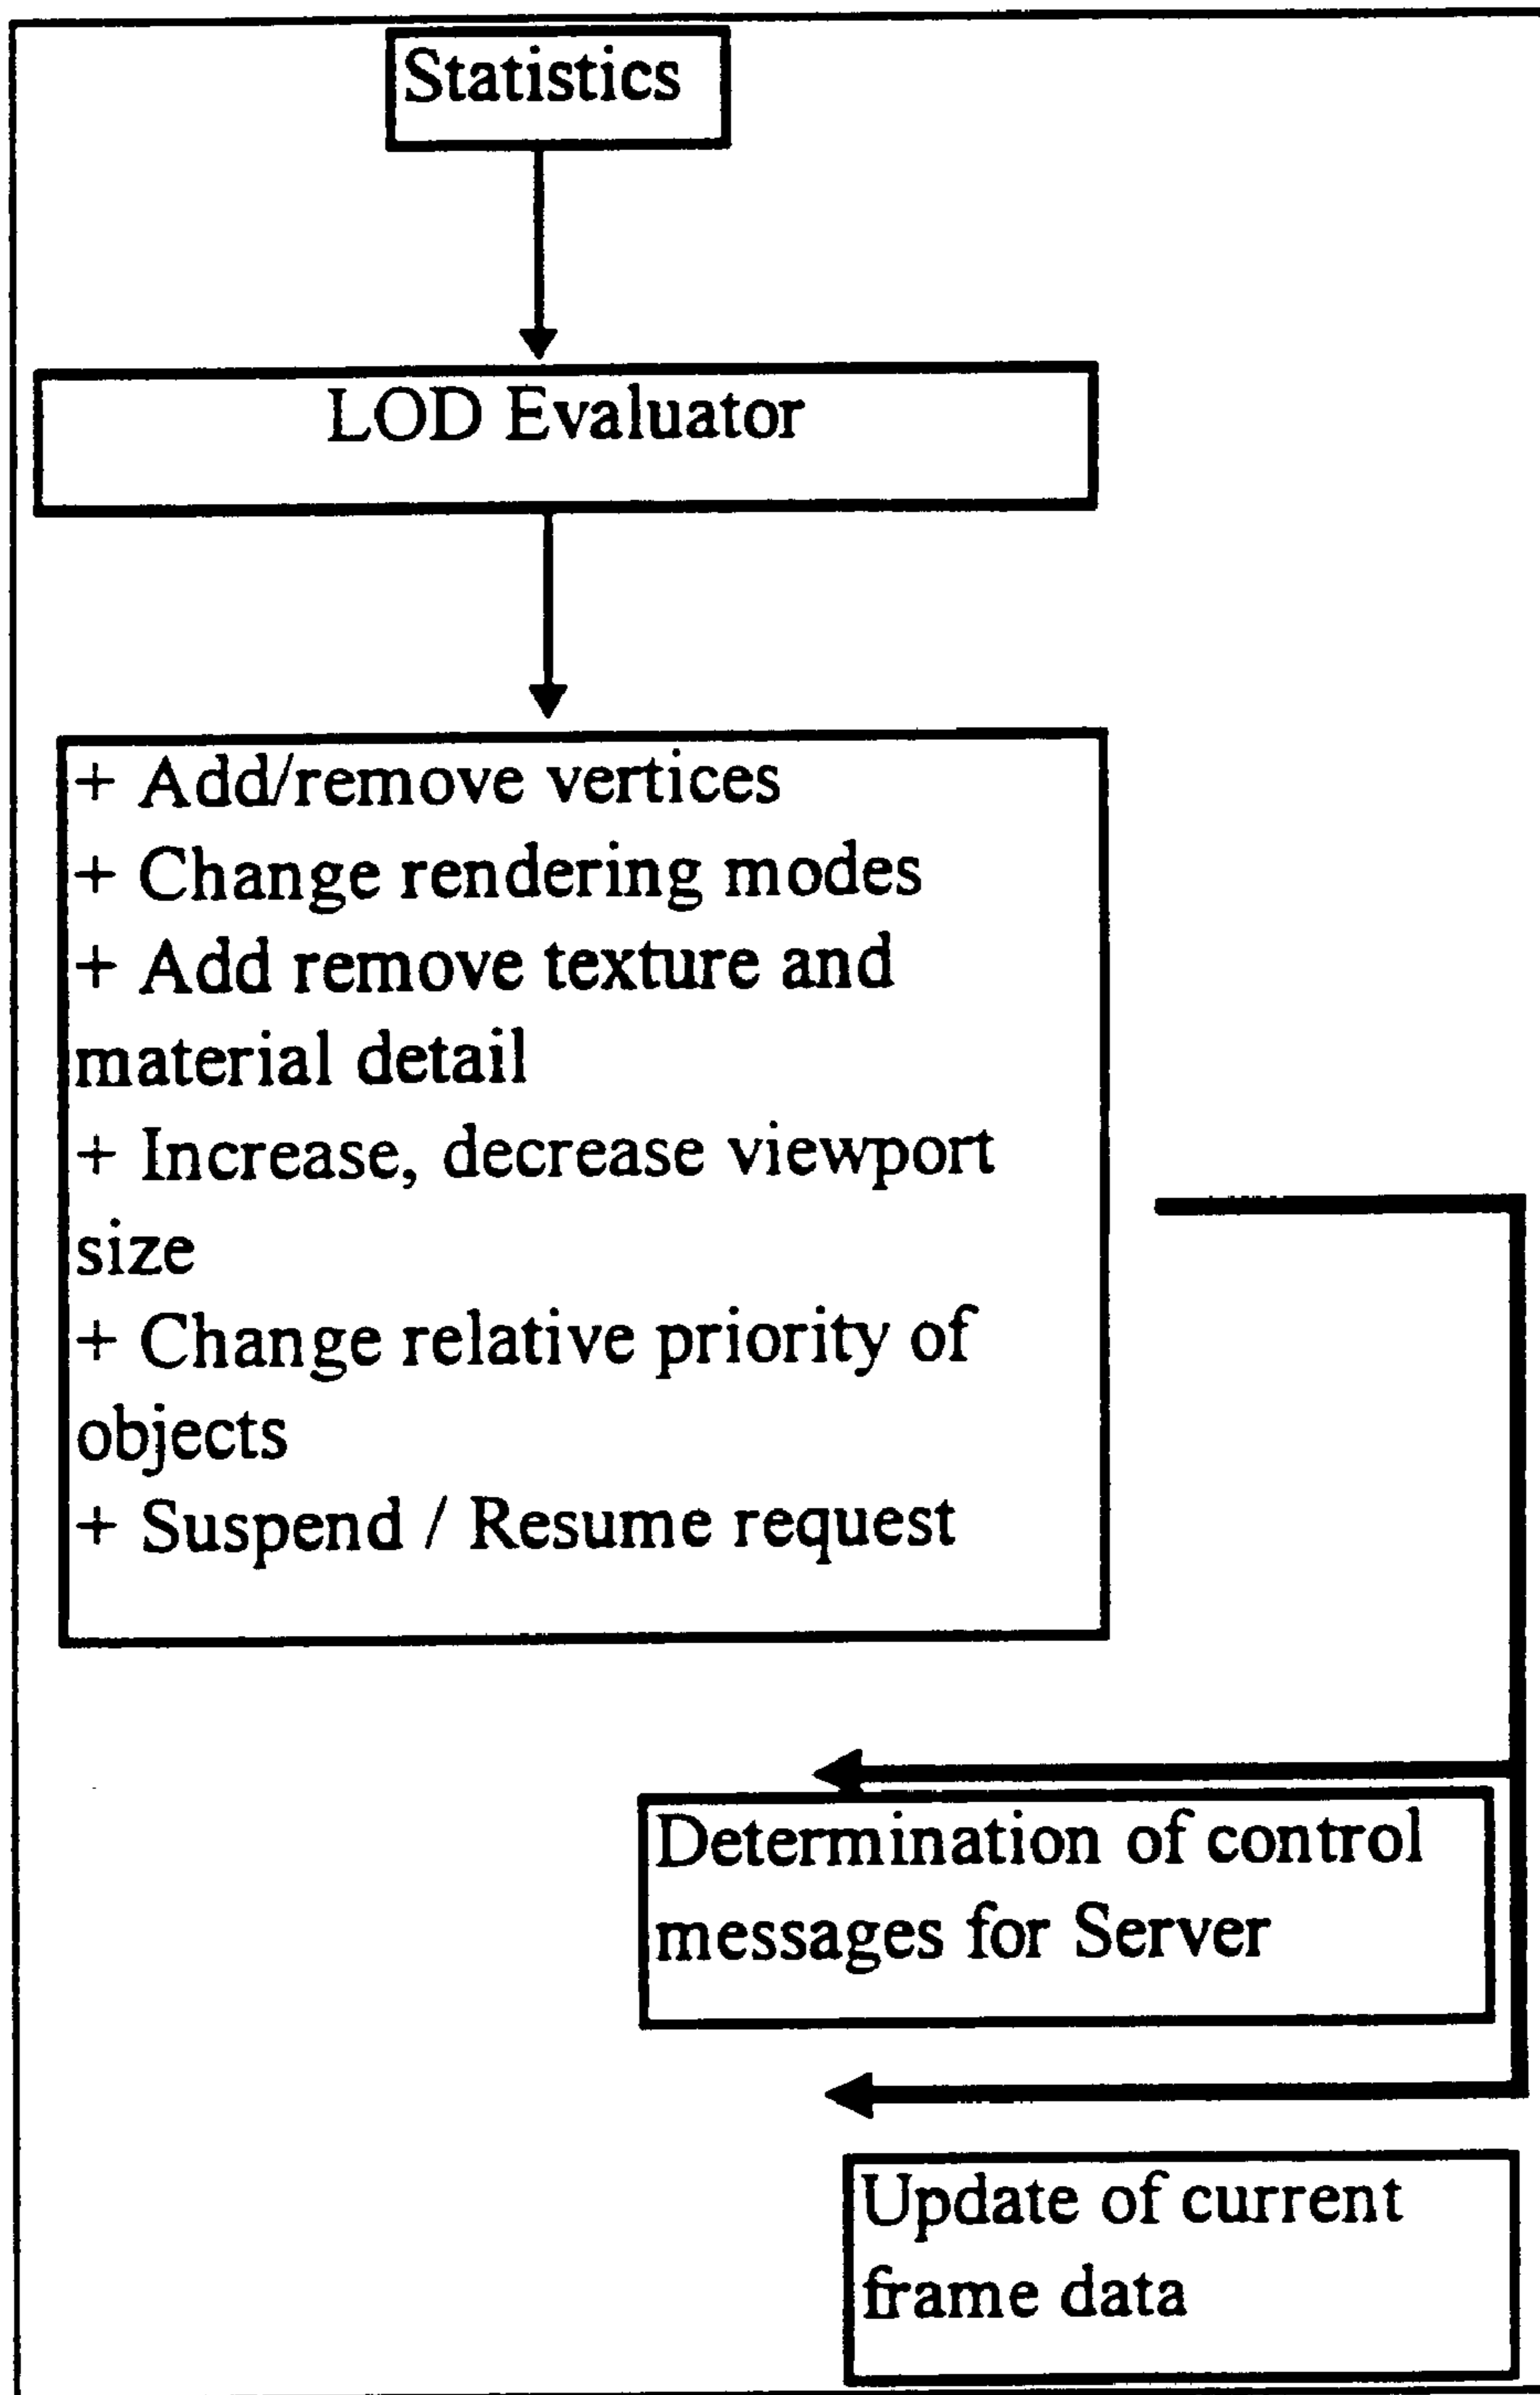 Statistics
LOD Evaluator
+ Add/remove vertices
+ Change rendering modes
+ Add remove texture and
material detail
+ Increase, decrease viewport
size
+ Change relative priority of
objects
+ Suspend / Resume request
Determination of control
messages for Server
Update of current
frame data